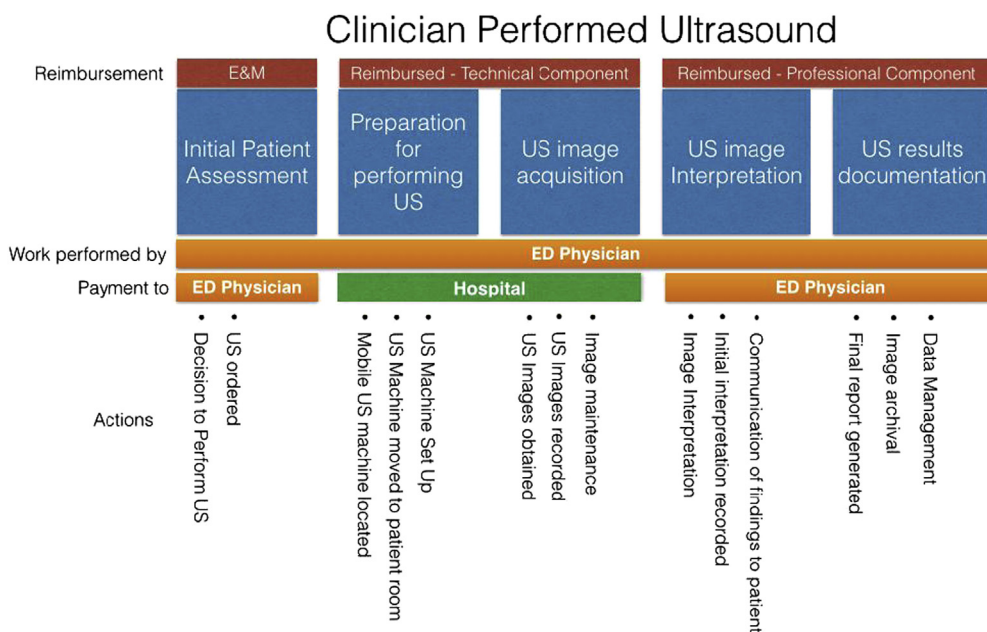 Clinician Performed Ultrasound
Reimbursement
E&M
Reimbursed - Technical Component
Reimbursed - Professional Component
Initial Patient
Assessment
Preparation
for
performing
US
US image
acquisition
US image
Interpretation
US results
documentation
Work performed by
ED Physician
Payment to
ED Physician
Hospital
ED Physician
Actions
• Decision to Perform US
• US ordered
• Mobile US machine located
• US Machine moved to patient room
• US Machine Set Up
• US Images obtained
• US Images recorded
• Image maintenance
• Image Interpretation
• Initial interpretation recorded
• Communication of findings to patient
• Final report generated
• Image archival
• Data Management